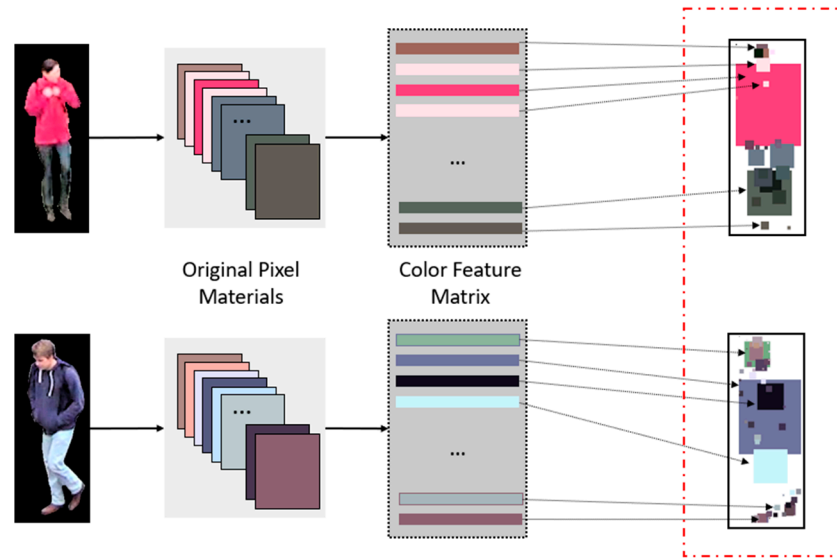 ...
...
Original Pixel
Materials
Color Feature
Matrix
...
...